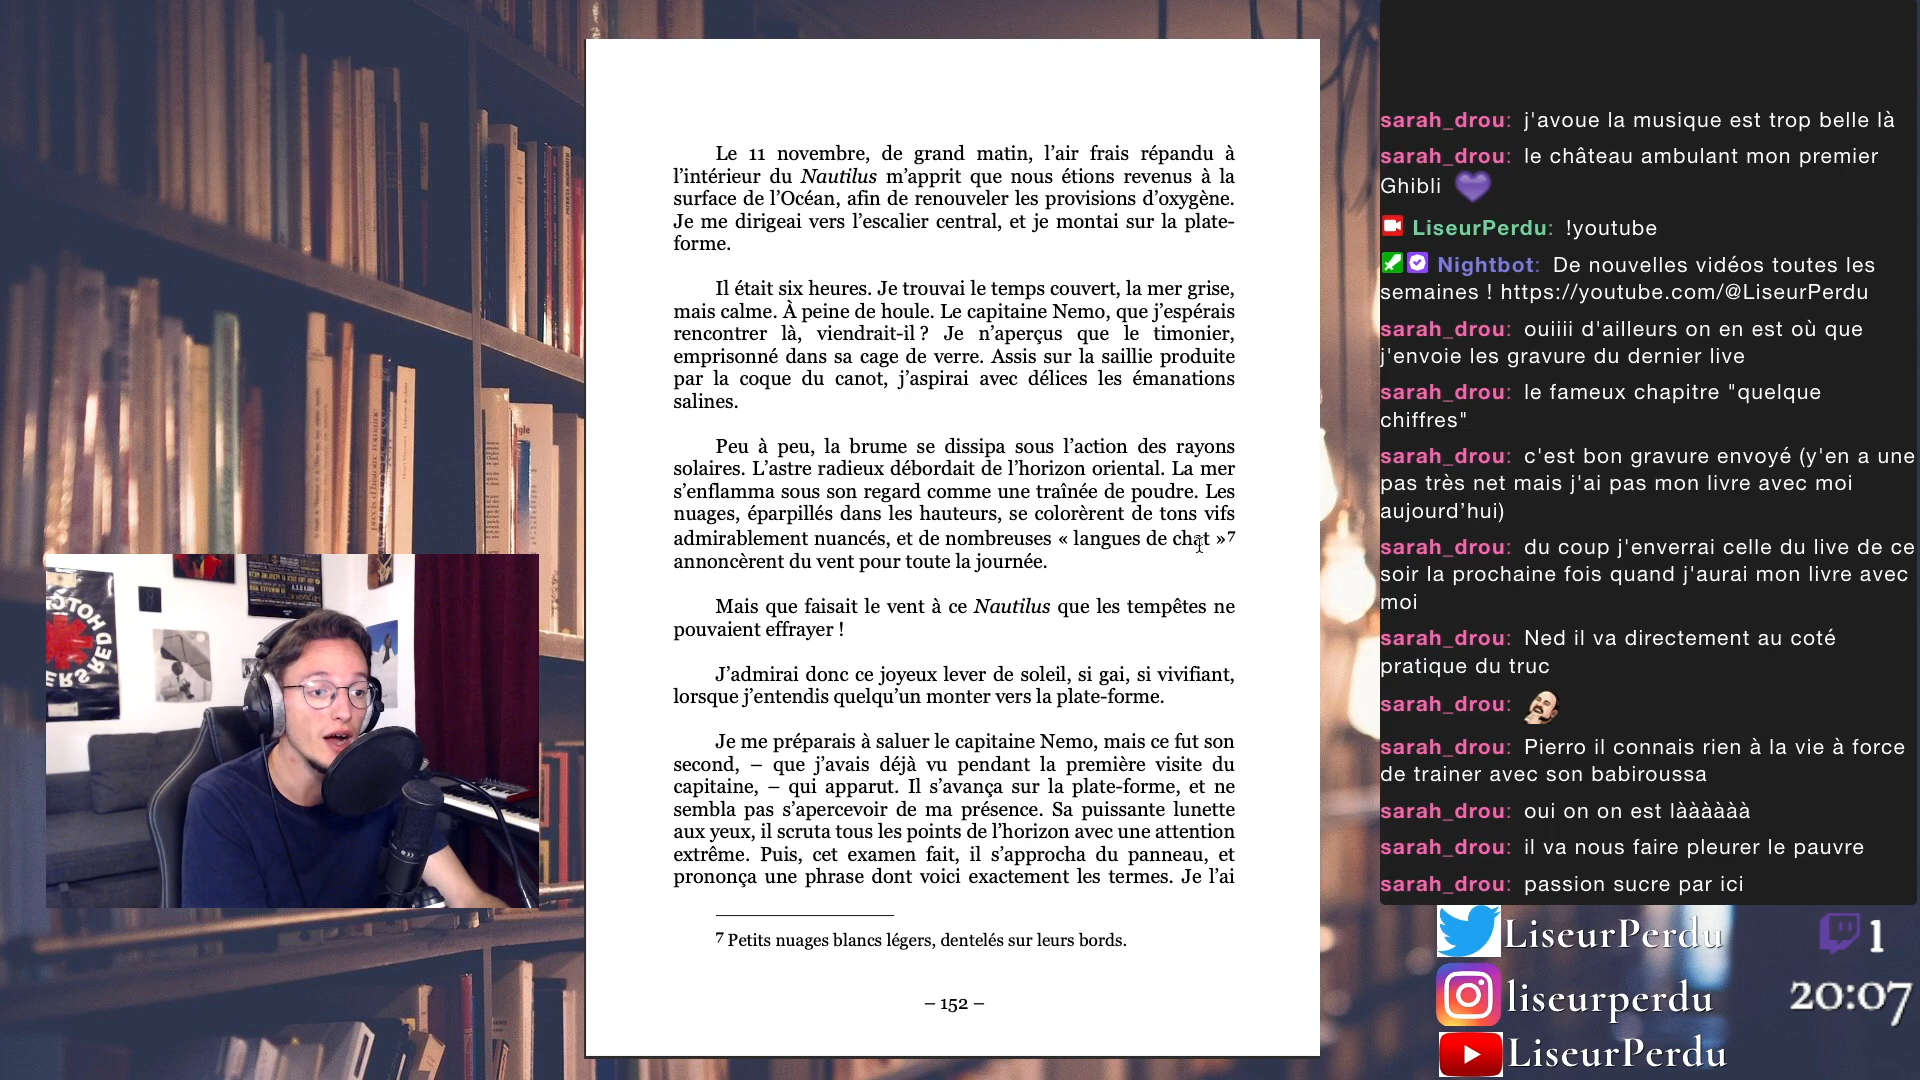 Le 11 novembre, de grand matin, l’air frais répandu à
l’intérieur du Nautilus m’apprit que nous étions revenus à la
surface de l’Océan, afin de renouveler les provisions d’oxygène.
Je me dirigeai vers l’escalier central, et je montai sur la plate-
forme.
Il était six heures. Je trouvai le temps couvert, la mer grise,
mais calme. À peine de houle. Le capitaine Nemo, que j’espérais
rencontrer là, viendrait-il ? Je n’aperçus que le timonier,
emprisonné dans sa cage de verre. Assis sur la saillie produite
par la coque du canot, j’aspirai avec délices les émanations
salines.
Peu à peu, la brume se dissipa sous l’action des rayons
solaires. L’astre radieux débordait de l’horizon oriental. La mer
s’enflamma sous son regard comme une traînée de poudre. Les
nuages, éparpillés dans les hauteurs, se colorèrent de tons vifs
admirablement nuancés, et de nombreuses « langues de chat »7
annoncèrent du vent pour toute la journée.
Mais que faisait le vent à ce Nautilus que les tempêtes ne
pouvaient effrayer !
J’admirai donc ce joyeux lever de soleil, si gai, si vivifiant,
lorsque j’entendis quelqu’un monter vers la plate-forme.
Je me préparais à saluer le capitaine Nemo, mais ce fut son
second, – que j’avais déjà vu pendant la première visite du
capitaine, – qui apparut. Il s’avança sur la plate-forme, et ne
sembla pas s’apercevoir de ma présence. Sa puissante lunette
aux yeux, il scruta tous les points de l’horizon avec une attention
extrême. Puis, cet examen fait, il s’approcha du panneau, et
prononça une phrase dont voici exactement les termes. Je l’ai
7 Petits nuages blancs légers, dentelés sur leurs bords.
– 152 –
sarah_drou: j'avoue la musique est trop belle là
sarah_drou: le château ambulant mon premier
Ghibli
LiseurPerdu: !youtube
Nightbot: De nouvelles vidéos toutes les
semaines ! https://youtube.com/@LiseurPerdu
sarah_drou: ouiiii d'ailleurs on en est où que
j'envoie les gravure du dernier live
sarah_drou: le fameux chapitre "quelque
chiffres"
sarah_drou: c'est bon gravure envoyé (y'en a une
pas très net mais j'ai pas mon livre avec moi
aujourd’hui)
sarah_drou: du coup j'enverrai celle du live de ce
soir la prochaine fois quand j'aurai mon livre avec
moi
sarah_drou: Ned il va directement au coté
pratique du truc
sarah_drou:
sarah_drou: Pierro il connais rien à la vie à force
de trainer avec son babiroussa
sarah_drou: oui on on est lààààààà
sarah_drou: il va nous faire pleurer le pauvre
sarah_drou: passion sucre par ici
LiseurPerdu
1
liseurperdu
20:07
LiseurPerdu